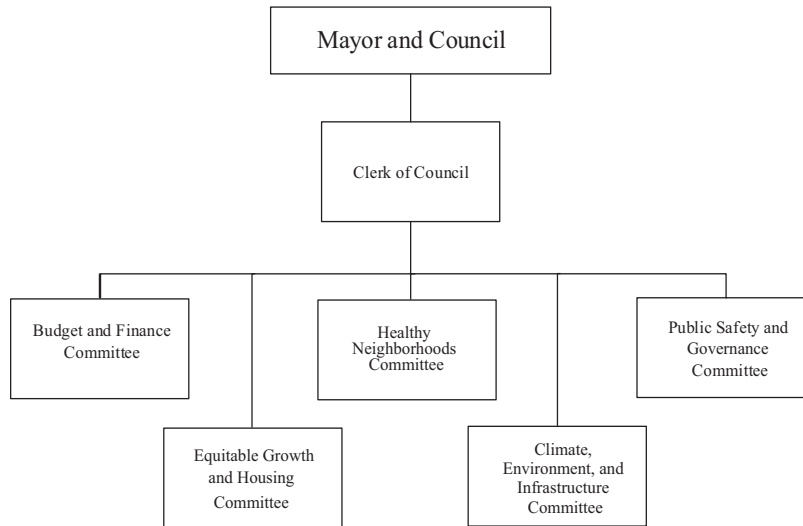 Mayor and Council
Clerk of Council
Budget and Finance
Committee
Healthy
Neighborhoods
Committee
Public Safety and
Governance
Committee
Equitable Growth
and Housing
Committee
Climate,
Environment, and
Infrastructure
Committee